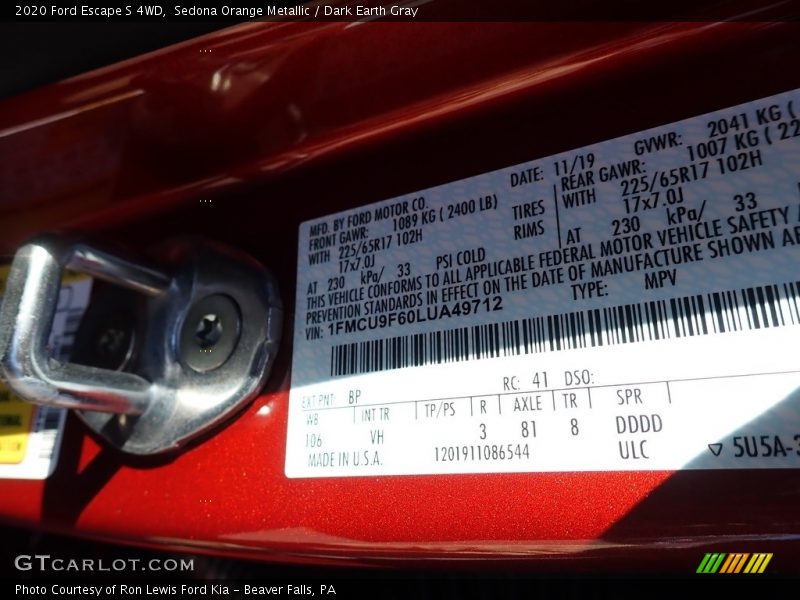 2020 Ford Escape S 4WD, Sedona Orange Metallic / Dark Earth Gray
MFD. BY FORD MOTOR CO. DATE: 11/19 GVWR: 2041 KG (
FRONT GAWR: 1089 KG ( 2400 LB) REAR GAWR: 1007 KG ( 22
WITH 225/65R17 102H TIRES WITH 225/65R17 102H
17x7.0J RIMS 17x7.0J
AT 230 kPa/ 33 PSI COLD AT 230 kPa/ 33
THIS VEHICLE CONFORMS TO ALL APPLICABLE FEDERAL MOTOR VEHICLE SAFETY
PREVENTION STANDARDS IN EFFECT ON THE DATE OF MANUFACTURE SHOWN
VIN: 1FMCU9F60LUA49712 TYPE: MPV
EXT PNT: BP RC: 41 DSO:
WB INT TR TP/PS R AXLE TR SPR
106 VH 3 81 8 DDDD
MADE IN U.S.A. 1201911086544 ULC ▽ 5U5A-3
GTCARLOT.COM
Photo Courtesy of Ron Lewis Ford Kia - Beaver Falls, PA